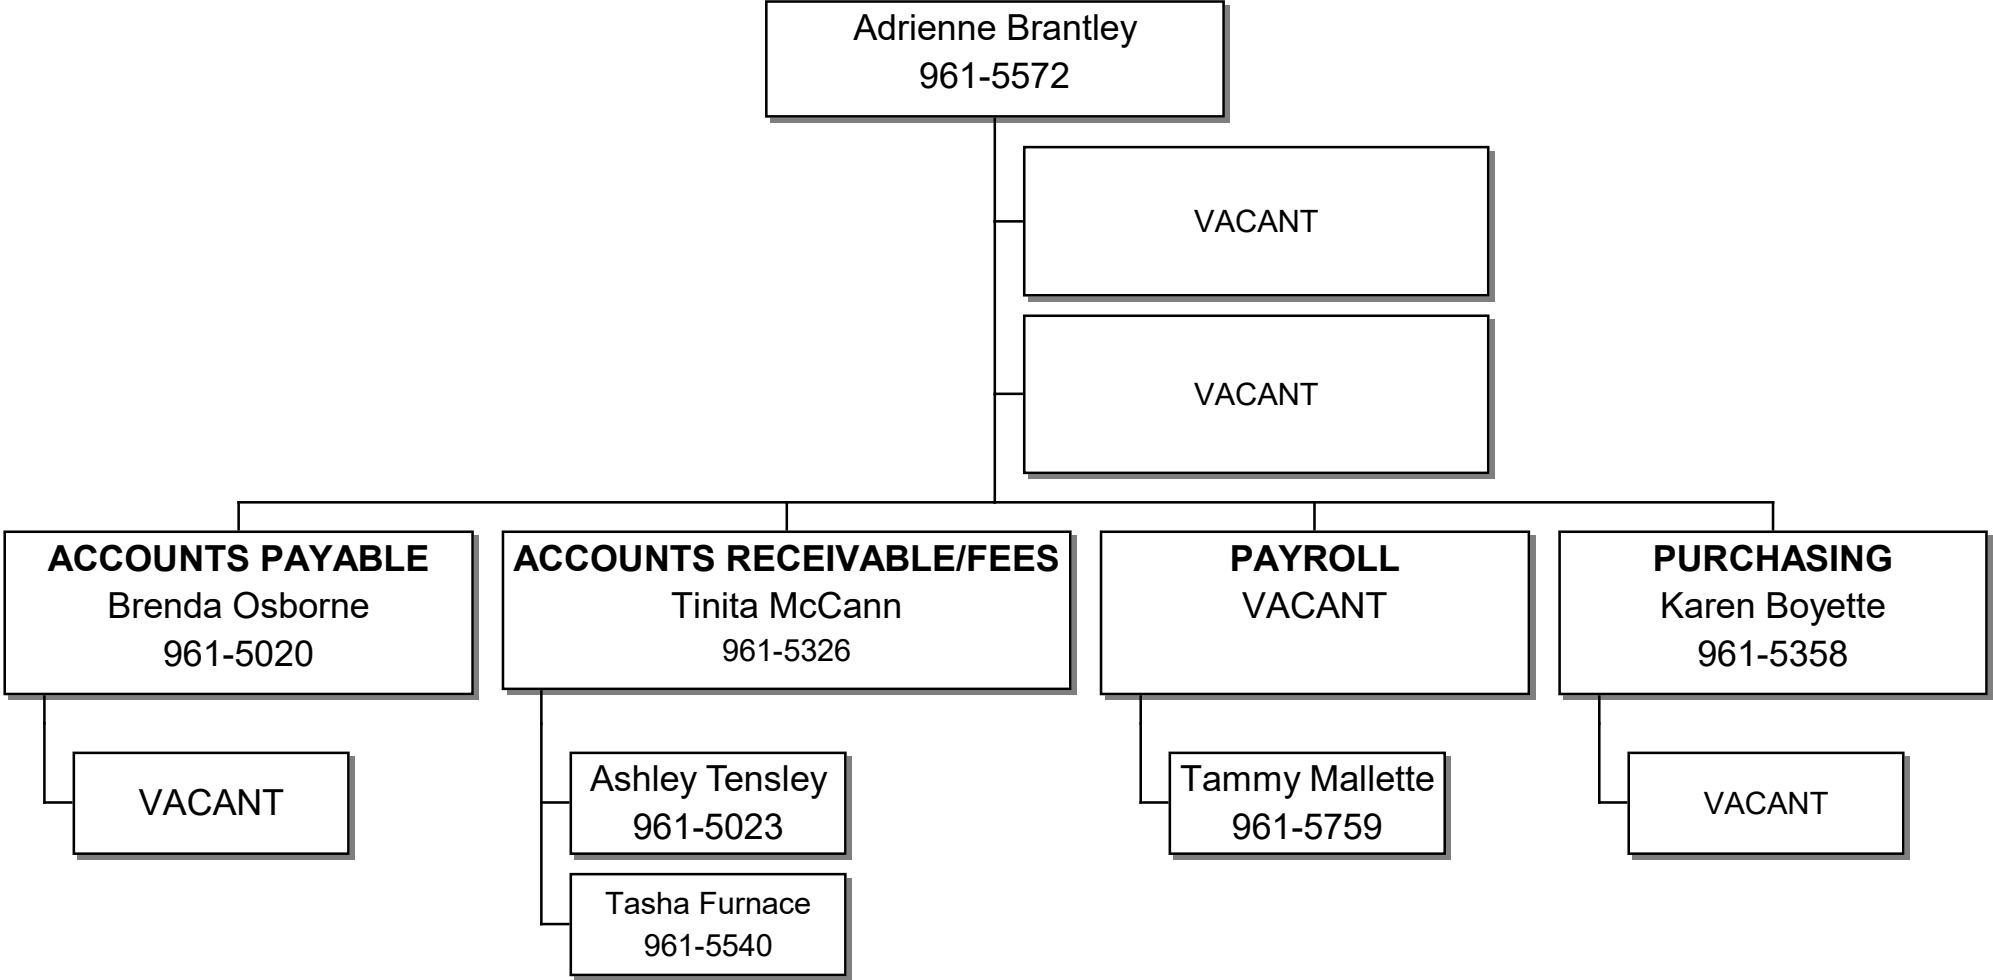 Adrienne Brantley
961-5572
VACANT
VACANT
ACCOUNTS PAYABLE
Brenda Osborne
961-5020
ACCOUNTS RECEIVABLE/FEES
Tinita McCann
961-5326
PAYROLL
VACANT
PURCHASING
Karen Boyette
961-5358
VACANT
Ashley Tensley
961-5023
Tasha Furnace
961-5540
Tammy Mallette
961-5759
VACANT